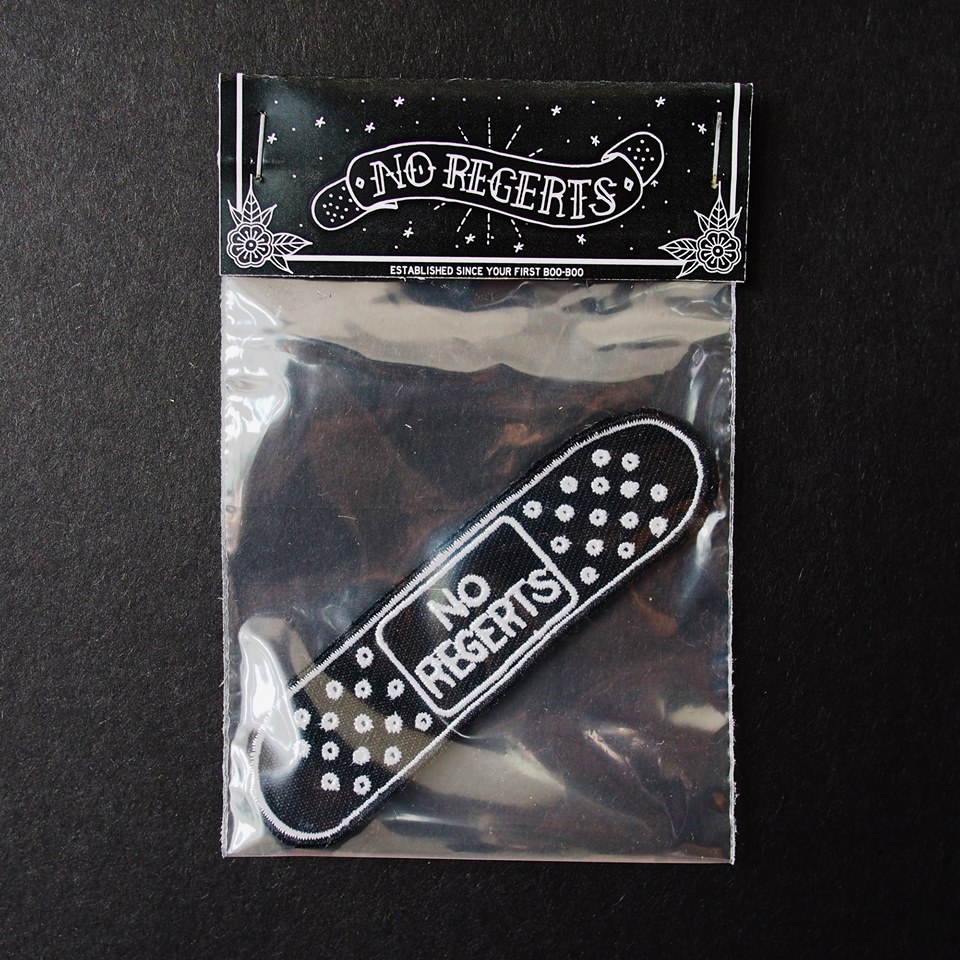 NO REGERTS
ESTABLISHED SINCE YOUR FIRST BOO-BOO
NO
REGERTS